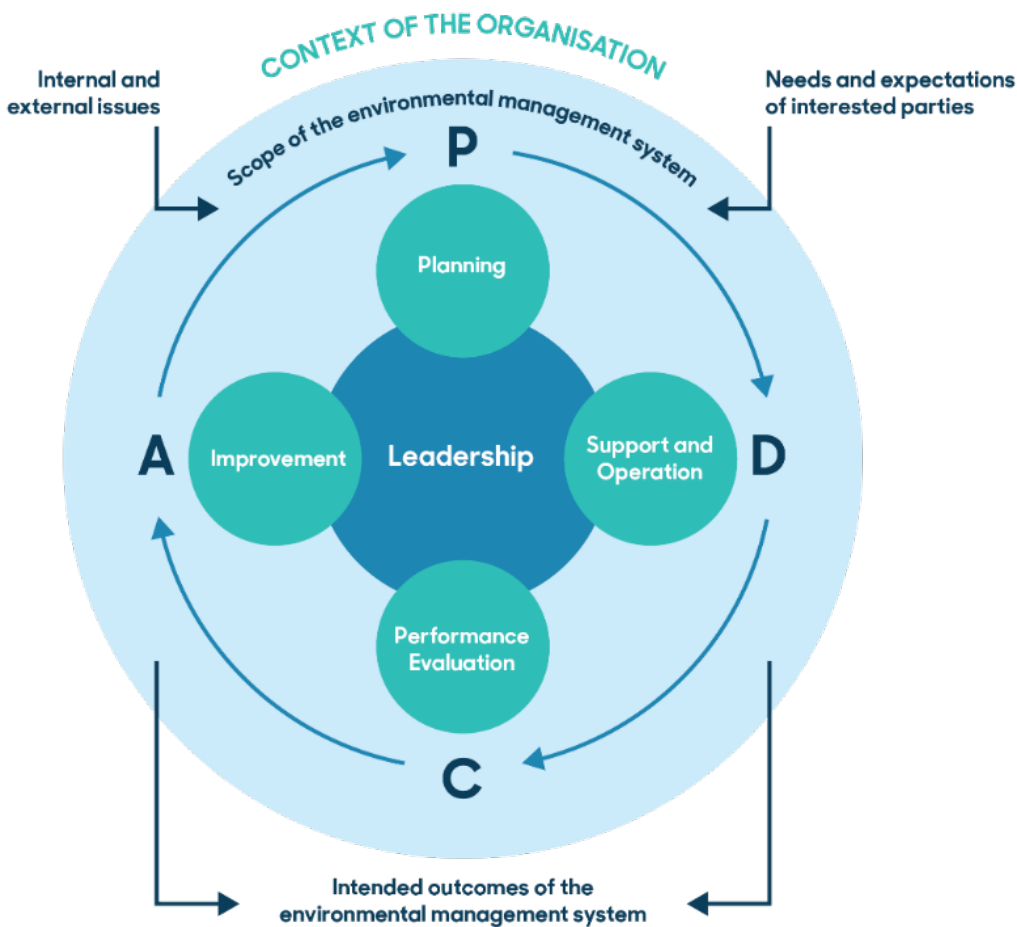 CONTEXT OF THE ORGANISATION
Internal and
external issues
Needs and expectations
of interested parties
Scope of the environmental management system
P
Planning
A
Improvement
Leadership
Support and
Operation
D
Performance
Evaluation
C
Intended outcomes of the
environmental management system